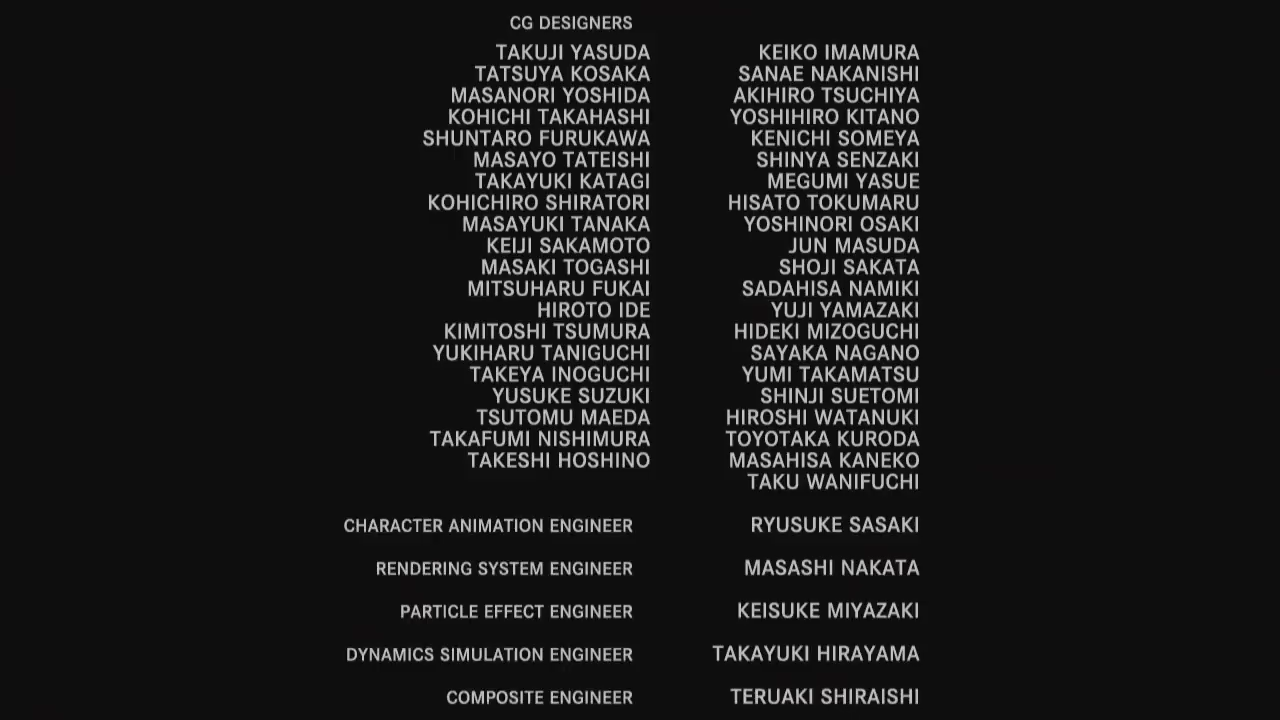 CG DESIGNERS
TAKUJI YASUDA KEIKO IMAMURA
TATSUYA KOSAKA SANAE NAKANISHI
MASANORI YOSHIDA AKIHIRO TSUCHIYA
KOHICHI TAKAHASHI YOSHIHIRO KITANO
SHUNTARO FURUKAWA KENICHI SOMEYA
MASAYO TATEISHI SHINYA SENZAKI
TAKAYUKI KATAGI MEGUMI YASUE
KOHICHIRO SHIRATORI HISATO TOKUMARU
MASAYUKI TANAKA YOSHINORI OSAKI
KEIJI SAKAMOTO JUN MASUDA
MASAKI TOGASHI SHOJI SAKATA
MITSUHARU FUKAI SADAHISA NAMIKI
HIROTO IDE YUJI YAMAZAKI
KIMITOSHI TSUMURA HIDEKI MIZOGUCHI
YUKIHARU TANIGUCHI SAYAKA NAGANO
TAKEYA INOGUCHI YUMI TAKAMATSU
YUSUKE SUZUKI SHINJI SUETOMI
TSUTOMU MAEDA HIROSHI WATANUKI
TAKAFUMI NISHIMURA TOYOTAKA KURODA
TAKESHI HOSHINO MASAHISA KANEKO
TAKU WANIFUCHI
CHARACTER ANIMATION ENGINEER RYUSUKE SASAKI
RENDERING SYSTEM ENGINEER MASASHI NAKATA
PARTICLE EFFECT ENGINEER KEISUKE MIYAZAKI
DYNAMICS SIMULATION ENGINEER TAKAYUKI HIRAYAMA
COMPOSITE ENGINEER TERUAKI SHIRAISHI